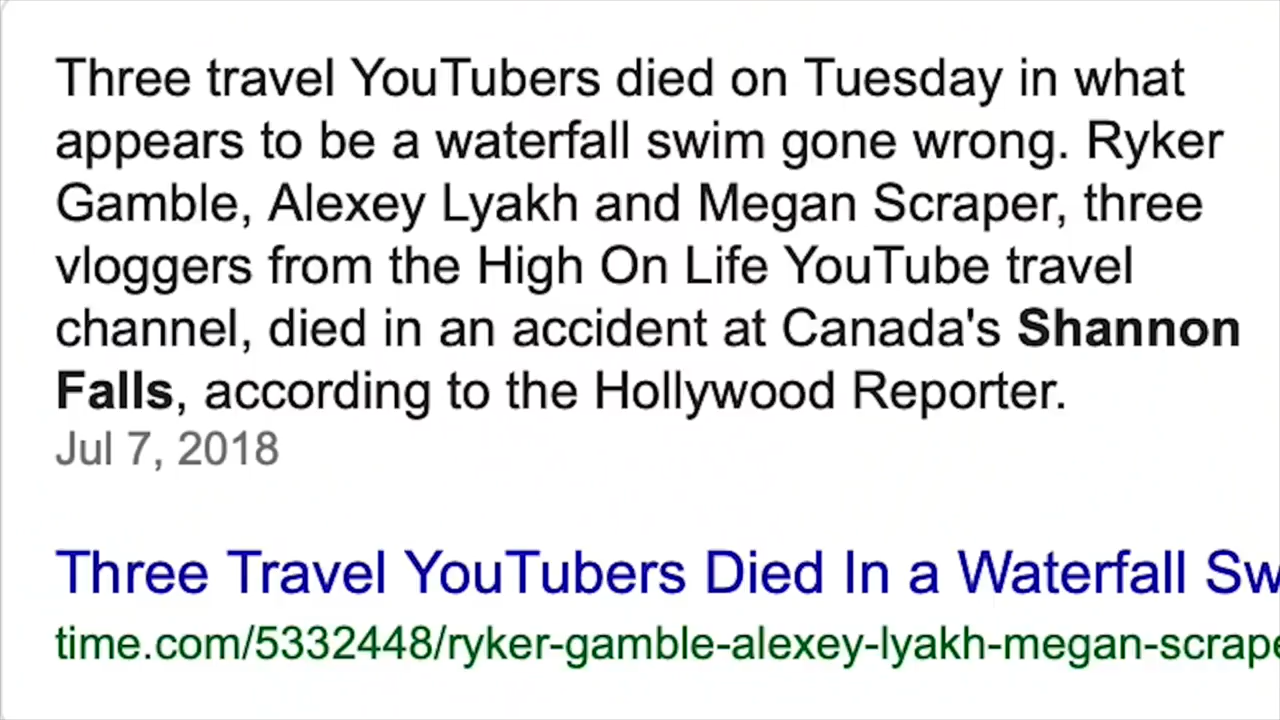 Three travel YouTubers died on Tuesday in what
appears to be a waterfall swim gone wrong. Ryker
Gamble, Alexey Lyakh and Megan Scraper, three
vloggers from the High On Life YouTube travel
channel, died in an accident at Canada's Shannon
Falls, according to the Hollywood Reporter.
Jul 7, 2018
Three Travel YouTubers Died In a Waterfall Sw
time.com/5332448/ryker-gamble-alexey-lyakh-megan-scrape